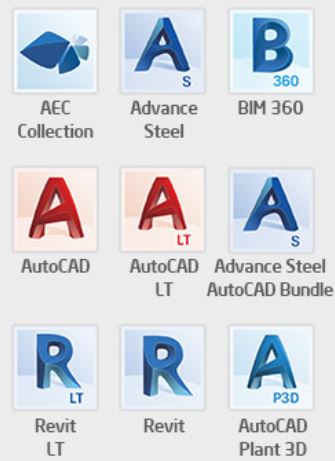 S
B
360
AEC
Collection
Advance
Steel
BIM 360
A
A
LT
A
S
AutoCAD
AutoCAD
LT
Advance Steel
AutoCAD Bundle
R
LT
R
A
P3D
Revit
LT
Revit
AutoCAD
Plant 3D